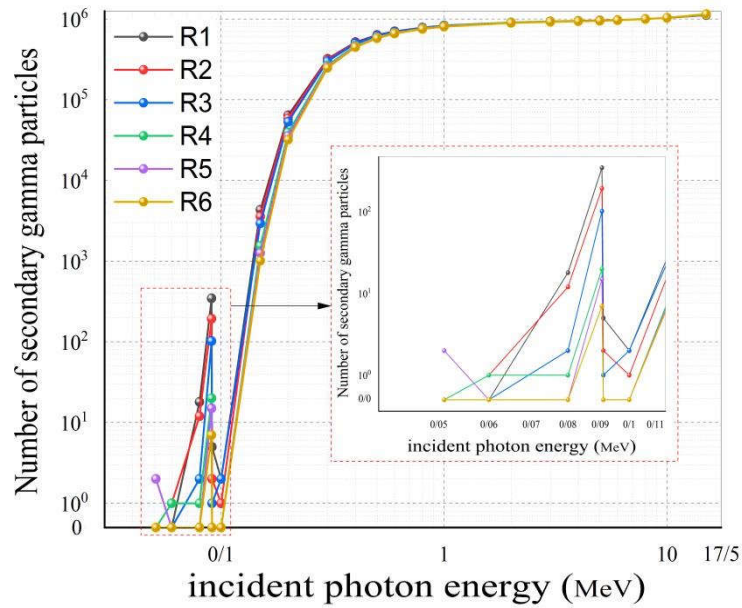 Number of secondary gamma particles
10⁶
10⁵
10⁴
10³
10²
10¹
10⁰
0
R1
R2
R3
R4
R5
R6
0/1
1
10
17/5
incident photon energy (MeV)
Number of secondary gamma particles
10²
10¹
10⁰
0/0
0/05
0/06
0/07
0/08
0/09
0/1
0/11
incident photon energy (MeV)